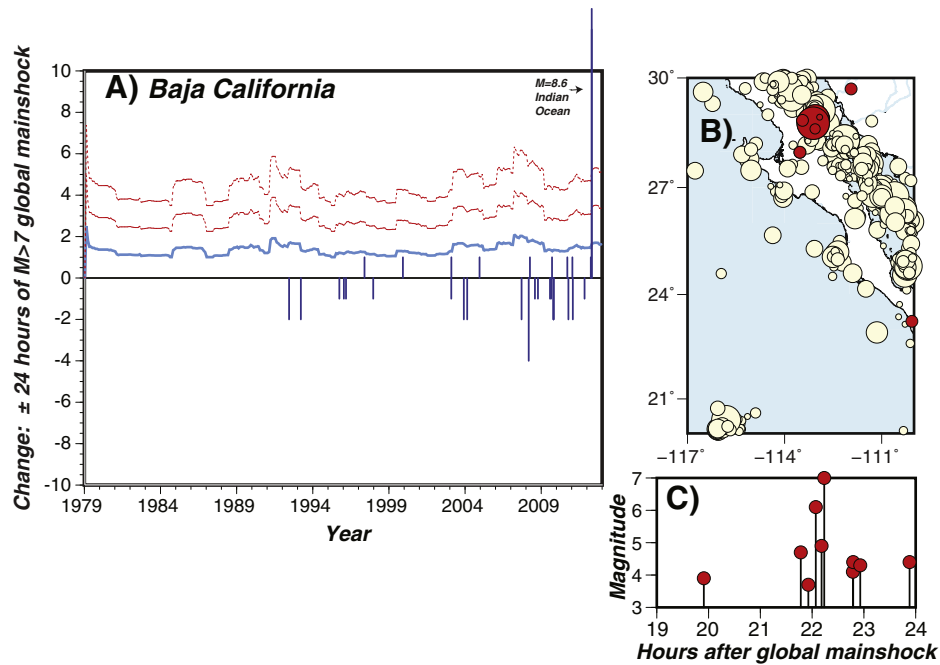 A) Baja California
M=8.6
Indian
Ocean
Change: ± 24 hours of M>7 global mainshock
10
8
6
4
2
0
-2
-4
-6
-8
-10
1979 1984 1989 1994 1999 2004 2009
Year
B)
30˚
27˚
24˚
21˚
−117˚ −114˚ −111˚
C)
Magnitude
7
6
5
4
3
19 20 21 22 23 24
Hours after global mainshock